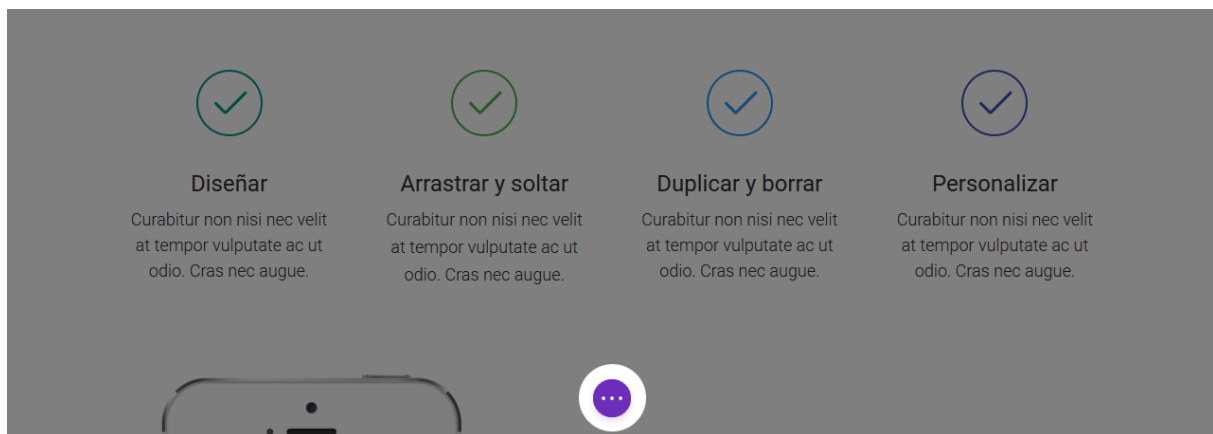 Diseñar
Curabitur non nisi nec velit
at tempor vulputate ac ut
odio. Cras nec augue.
Arrastrar y soltar
Curabitur non nisi nec velit
at tempor vulputate ac ut
odio. Cras nec augue.
Duplicar y borrar
Curabitur non nisi nec velit
at tempor vulputate ac ut
odio. Cras nec augue.
Personalizar
Curabitur non nisi nec velit
at tempor vulputate ac ut
odio. Cras nec augue.